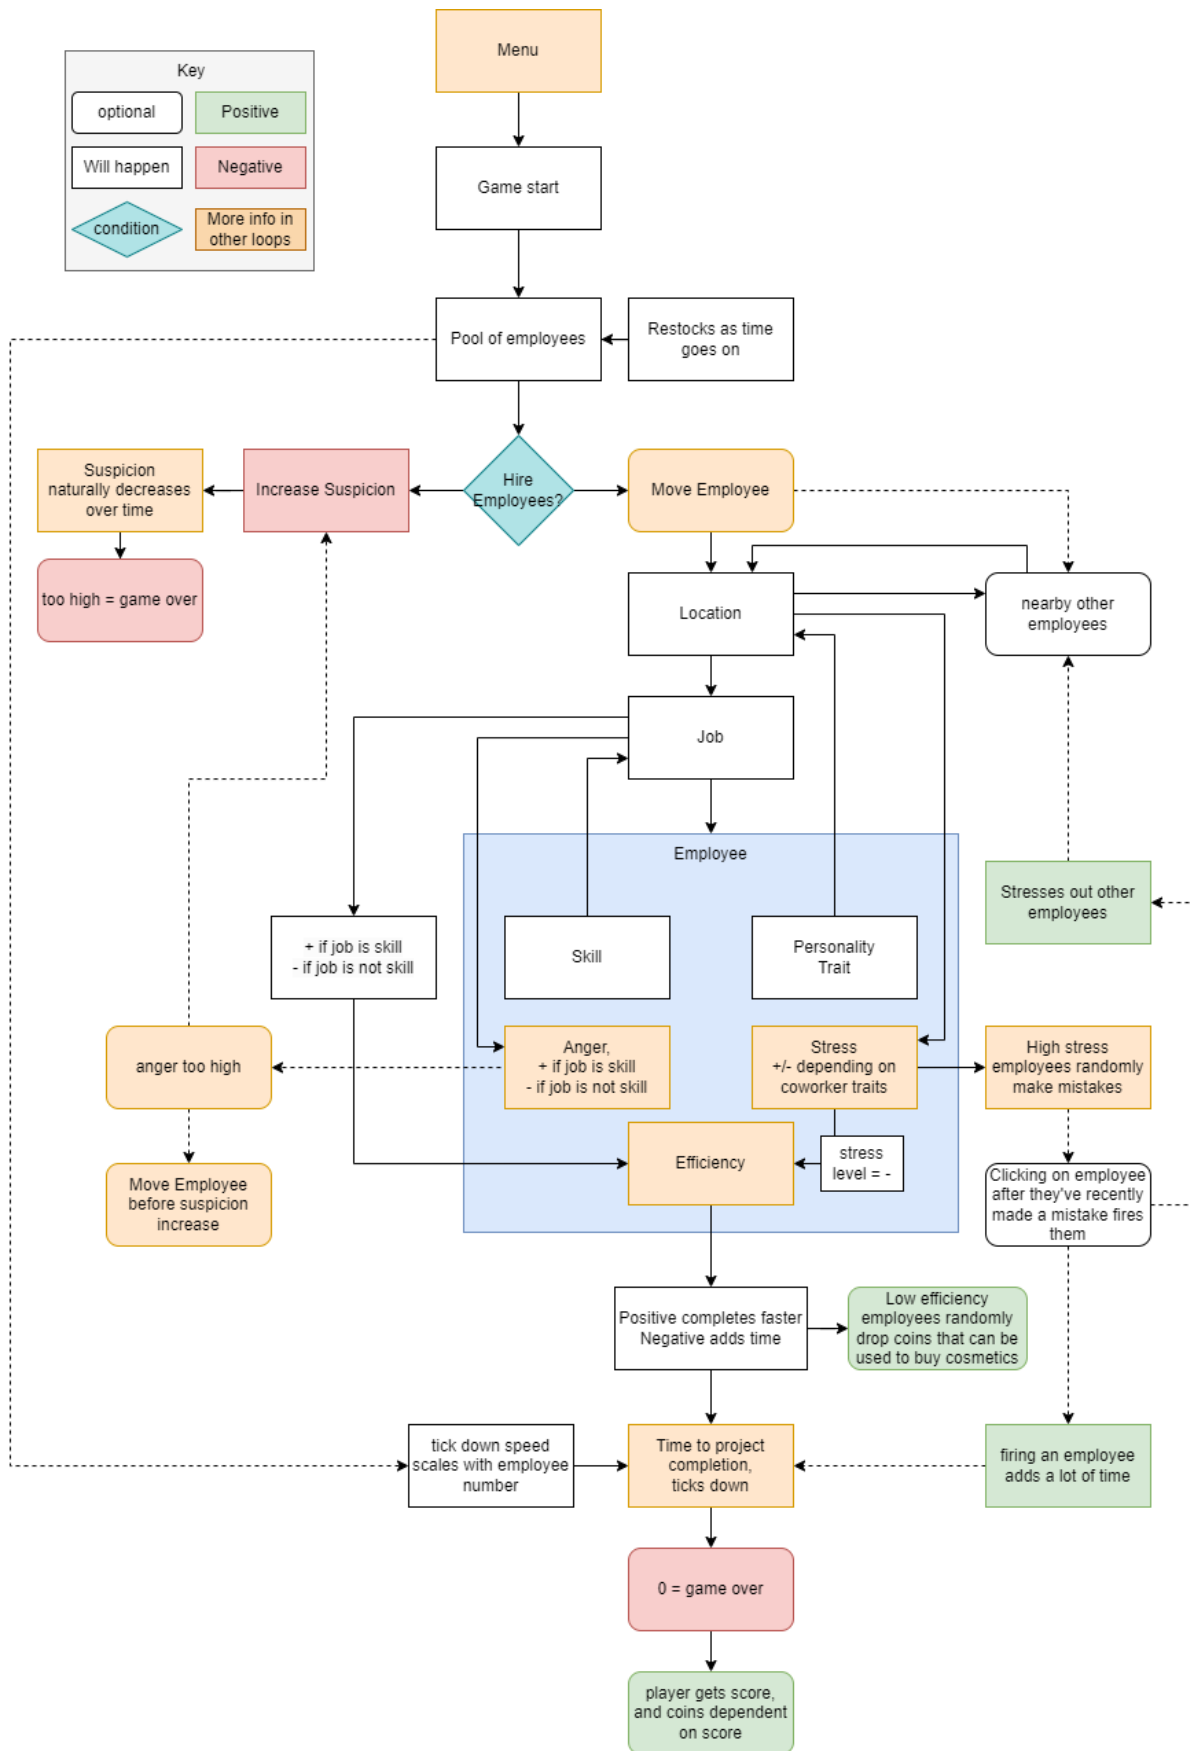 Menu
Key
optional
Positive
Will happen
Negative
condition
More info in
other loops
Game start
Pool of employees
Restocks as time
goes on
Suspicion
naturally decreases
over time
Increase Suspicion
Hire
Employees?
Move Employee
too high = game over
Location
nearby other
employees
Job
Employee
Stresses out other
employees
+ if job is skill
- if job is not skill
Skill
Personality
Trait
anger too high
Anger,
+ if job is skill
- if job is not skill
Stress
+/- depending on
coworker traits
High stress
employees randomly
make mistakes
Move Employee
before suspicion
increase
Efficiency
stress
level = -
Clicking on employee
after they've recently
made a mistake fires
them
Positive completes faster
Negative adds time
Low efficiency
employees randomly
drop coins that can be
used to buy cosmetics
tick down speed
scales with employee
number
Time to project
completion,
ticks down
firing an employee
adds a lot of time
0 = game over
player gets score,
and coins dependent
on score